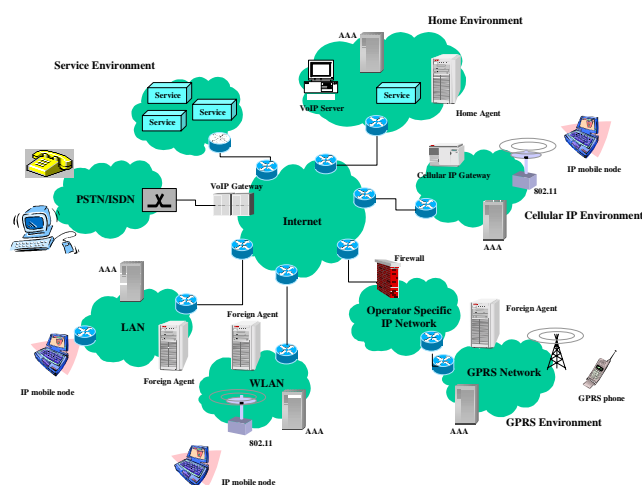 Home Environment
AAA
Service Environment
Service
Service
Service
VoIP Server
Service
Home Agent
Cellular IP Gateway
IP mobile node
802.11
PSTN/ISDN
VoIP Gateway
Internet
Cellular IP Environment
AAA
Firewall
AAA
LAN
Foreign Agent
Operator Specific
IP Network
Foreign Agent
Foreign Agent
IP mobile node
WLAN
GPRS Network
GPRS phone
802.11
AAA
AAA
GPRS Environment
IP mobile node